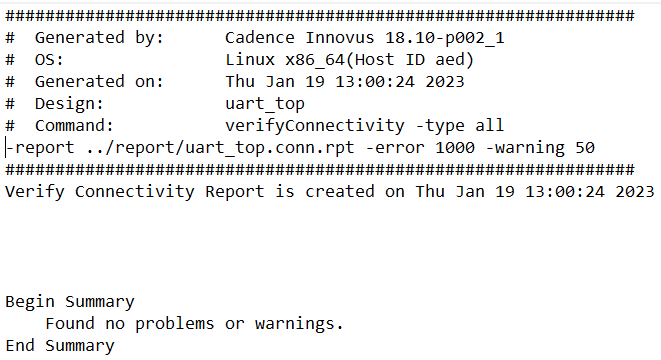 ###############################################################
#  Generated by:      Cadence Innovus 18.10-p002_1
#  OS:                Linux x86_64(Host ID aed)
#  Generated on:      Thu Jan 19 13:00:24 2023
#  Design:            uart_top
#  Command:           verifyConnectivity -type all
-report ../report/uart_top.conn.rpt -error 1000 -warning 50
###############################################################
Verify Connectivity Report is created on Thu Jan 19 13:00:24 2023
Begin Summary
    Found no problems or warnings.
End Summary